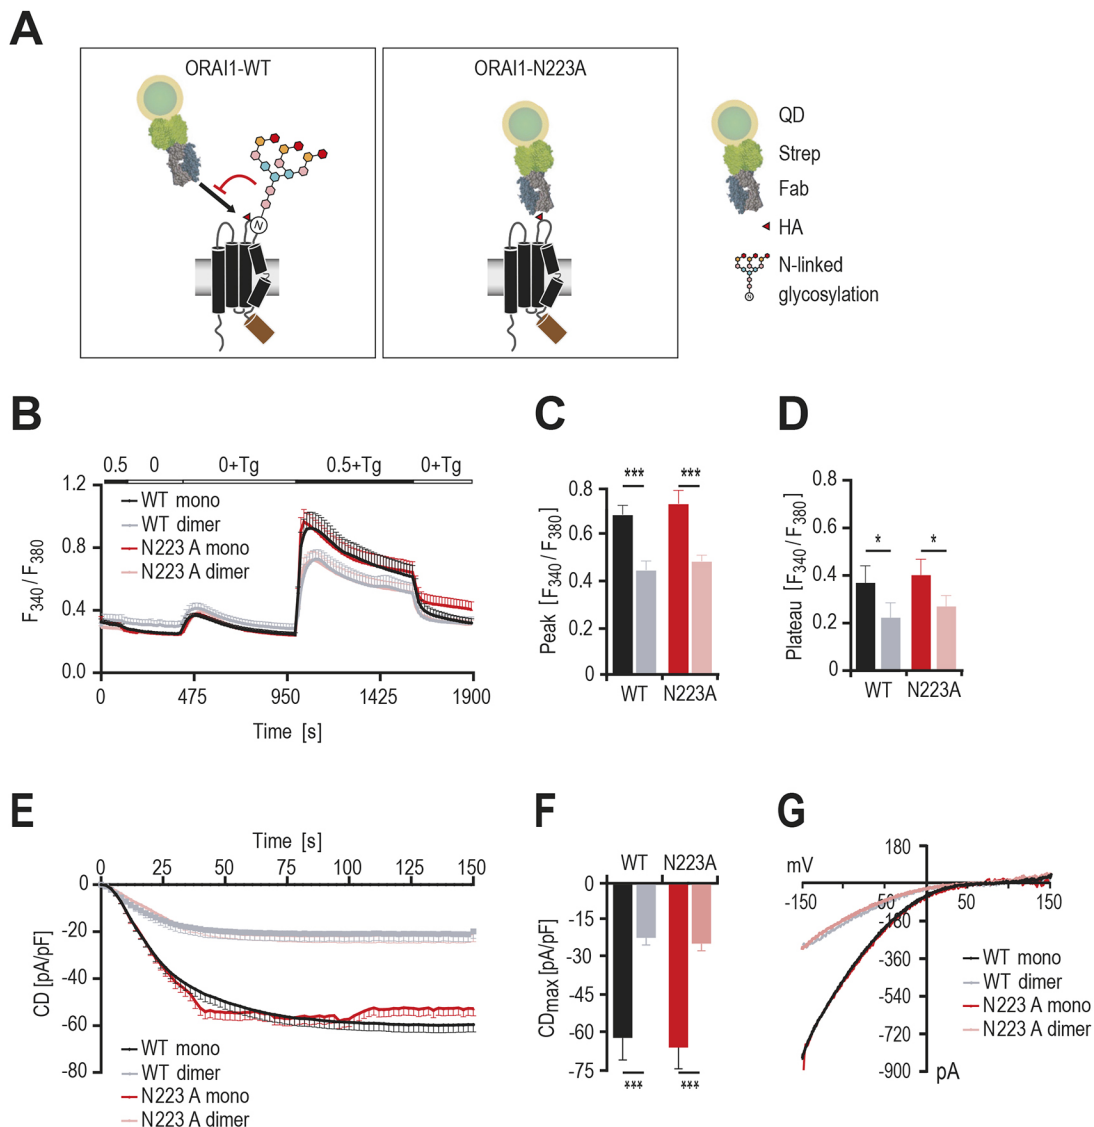 A
ORAI1-WT
ORAI1-N223A
N
QD
Strep
Fab
HA
N-linked
glycosylation
N
B
0.5 0 0+Tg 0.5+Tg 0+Tg
1.2
0.8
0.4
0.0
F340 / F380
WT mono
WT dimer
N223 A mono
N223 A dimer
0 475 950 1425 1900
Time [s]
C
Peak [F340 / F380]
0.8
0.6
0.4
0.2
0
*** ***
WT N223A
D
Plateau [F340 / F380]
0.8
0.6
0.4
0.2
0
* *
WT N223A
E
Time [s]
0 25 50 75 100 125 150
0
-20
-40
-60
-80
CD [pA/pF]
WT mono
WT dimer
N223 A mono
N223 A dimer
F
WT N223A
0
-15
-30
-45
-60
-75
CDmax [pA/pF]
*** ***
G
mV
180
-150 -50 50 150
-180
-360
-540
-720
-900
pA
WT mono
WT dimer
N223 A mono
N223 A dimer